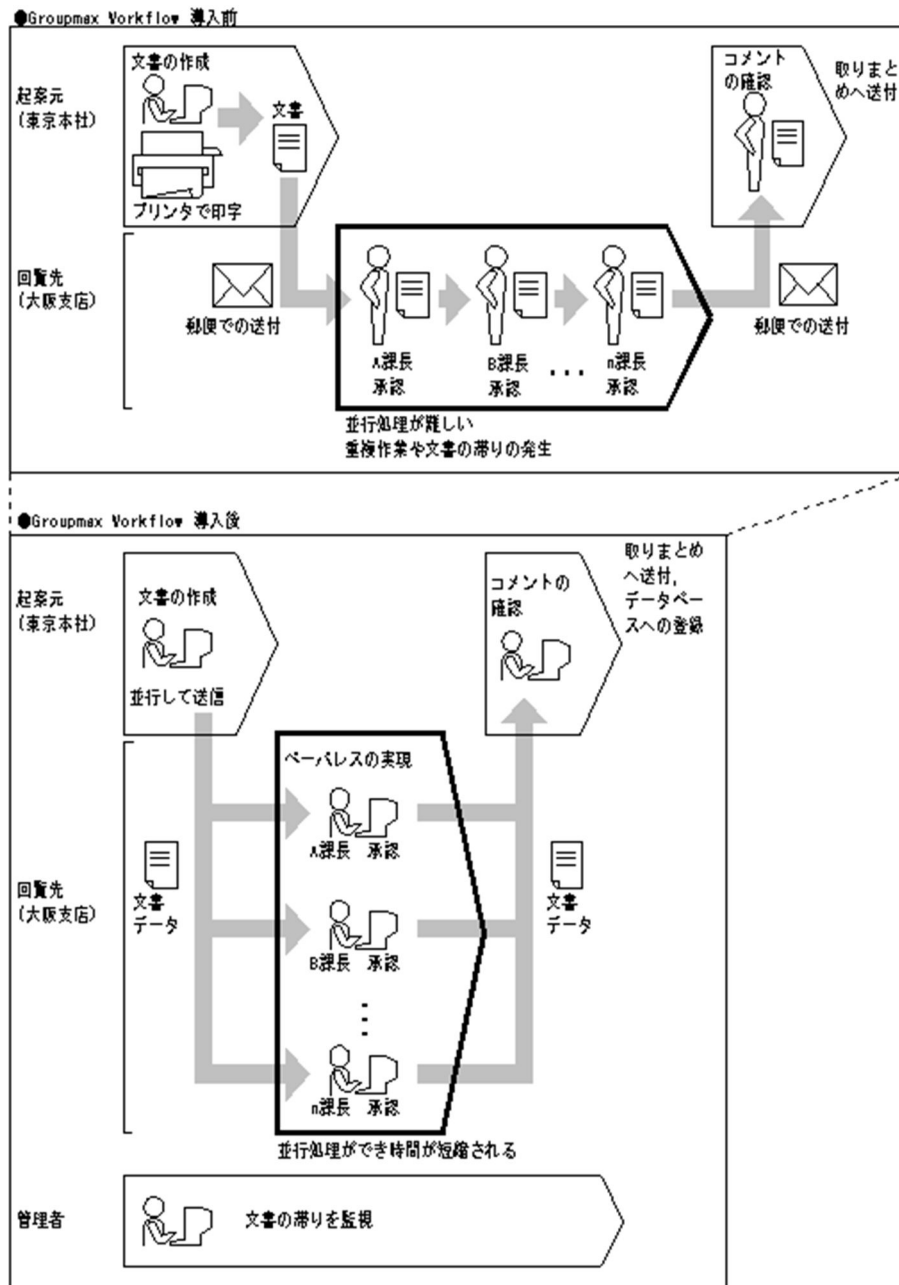 ●Groupmax Workflow 導入前
文書の作成
文書
プリンタで印字
コメント
の確認
取りまと
めへ送付
起案元
(東京本社)
回覧先
(大阪支店)
郵便での送付
A課長
承認
B課長
承認
・・・
n課長
承認
郵便での送付
並行処理が難しい
重複作業や文書の滞りの発生
●Groupmax Workflow 導入後
起案元
(東京本社)
文書の作成
並行して送信
コメントの
確認
取りまとめ
へ送付,
データベー
スへの登録
ペーパレスの実現
A課長 承認
B課長 承認
n課長 承認
回覧先
(大阪支店)
文書
データ
文書
データ
並行処理ができ時間が短縮される
管理者
文書の滞りを監視